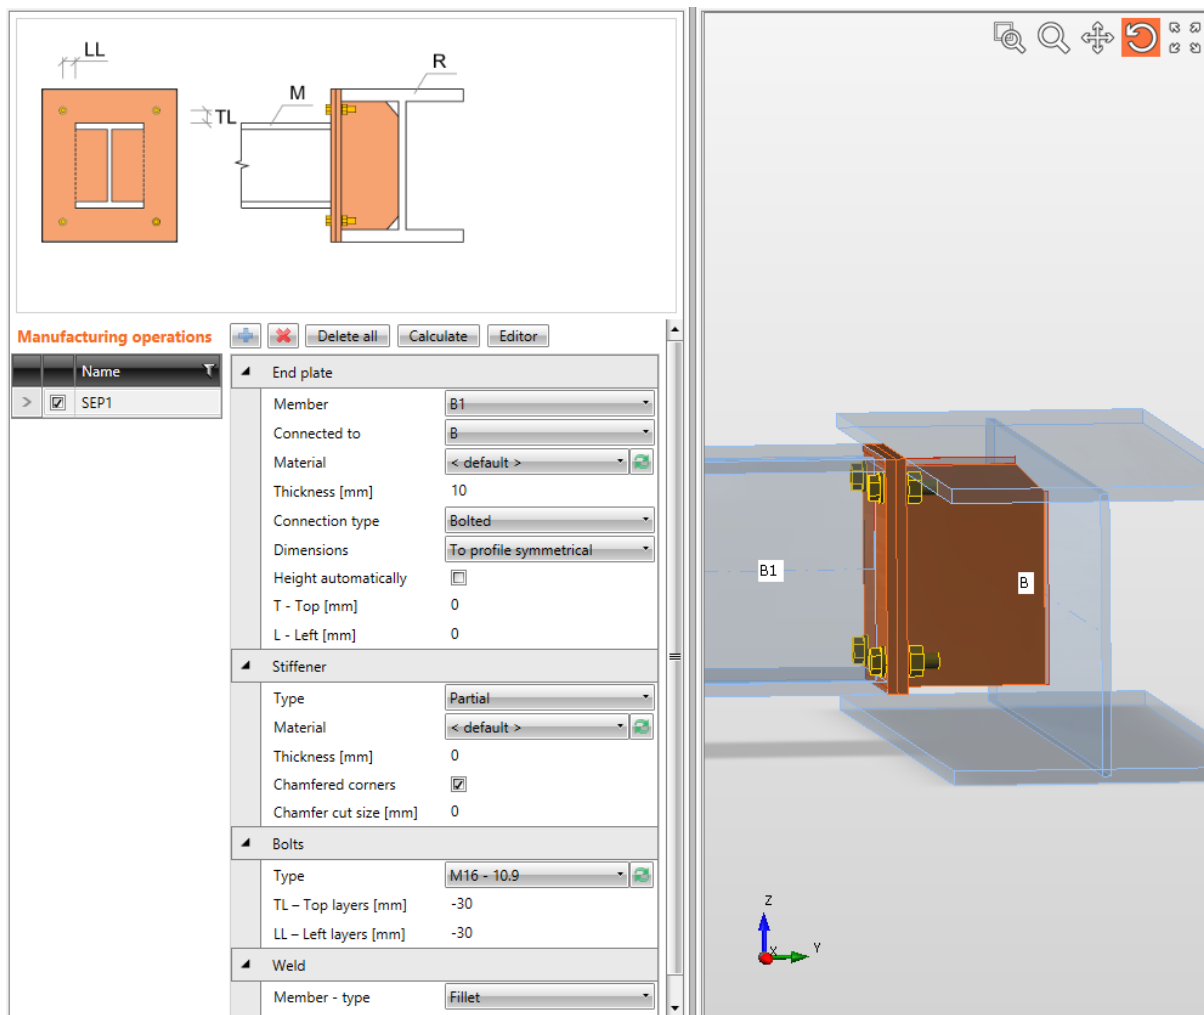 LL
TL
M
R
Manufacturing operations
Delete all Calculate Editor
Name
SEP1
End plate
Member B1
Connected to B
Material < default >
Thickness [mm] 10
Connection type Bolted
Dimensions To profile symmetrical
Height automatically
T - Top [mm] 0
L - Left [mm] 0
Stiffener
Type Partial
Material < default >
Thickness [mm] 0
Chamfered corners
Chamfer cut size [mm] 0
Bolts
Type M16 - 10.9
TL – Top layers [mm] -30
LL – Left layers [mm] -30
Weld
Member - type Fillet
B1
B
Z
X
Y